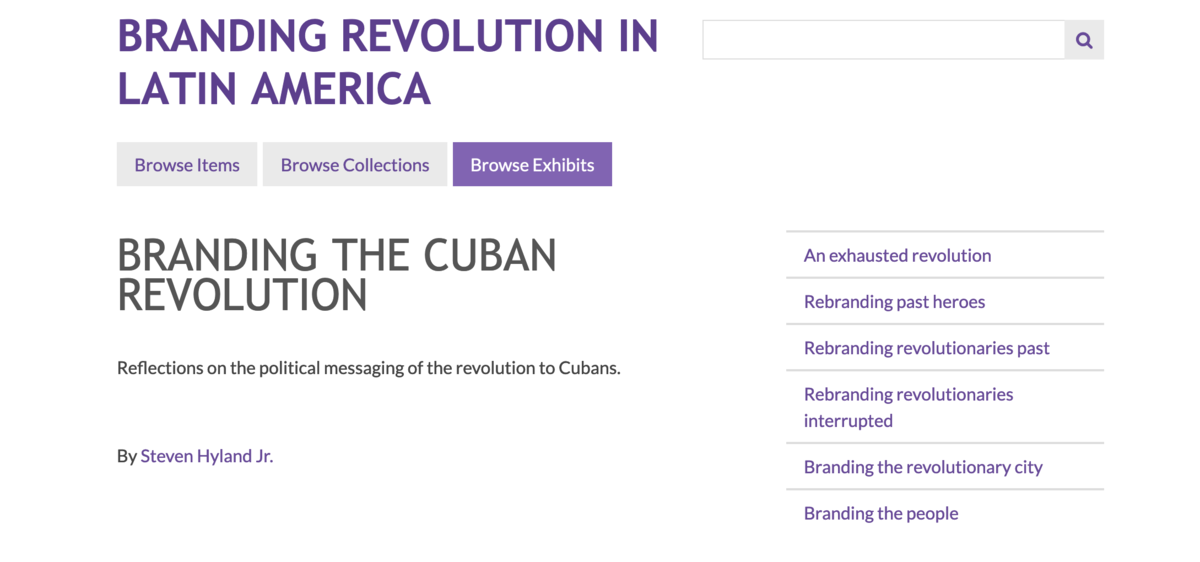 BRANDING REVOLUTION IN
LATIN AMERICA
Browse Items
Browse Collections
Browse Exhibits
BRANDING THE CUBAN
REVOLUTION
Reflections on the political messaging of the revolution to Cubans.
By Steven Hyland Jr.
An exhausted revolution
Rebranding past heroes
Rebranding revolutionaries past
Rebranding revolutionaries
interrupted
Branding the revolutionary city
Branding the people